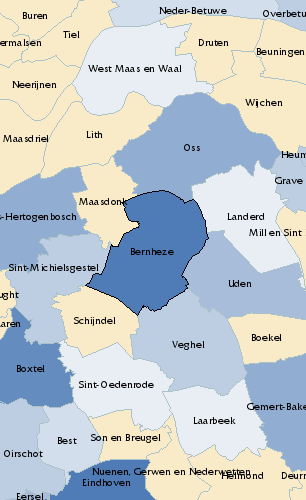 Neder-Betuwe
Buren
Overbetu
Tiel
ermalsen
Druten
Beuningen
West Maas en Waal
Neerijnen
Wijchen
Lith
Maasdriel
Oss
Heum
Grave
Maasdonk
s-Hertogenbosch
Landerd
Mill en Sint
Bernheze
Sint-Michielsgestel
Uden
ught
Schijndel
aren
Boekel
Veghel
Boxtel
Sint-Oedenrode
Gemert-Bake
Laarbeek
Best
Son en Breugel
Oirschot
Nuenen, Gerwen en Nederwetten
Helmond
Deurn
Eindhoven
Eersel